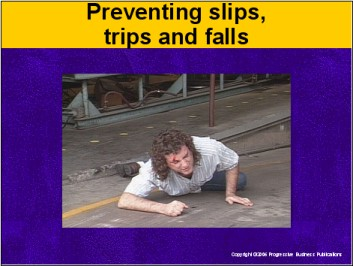 Preventing slips,
trips and falls
Copyright ©2004 Progressive Business Publications